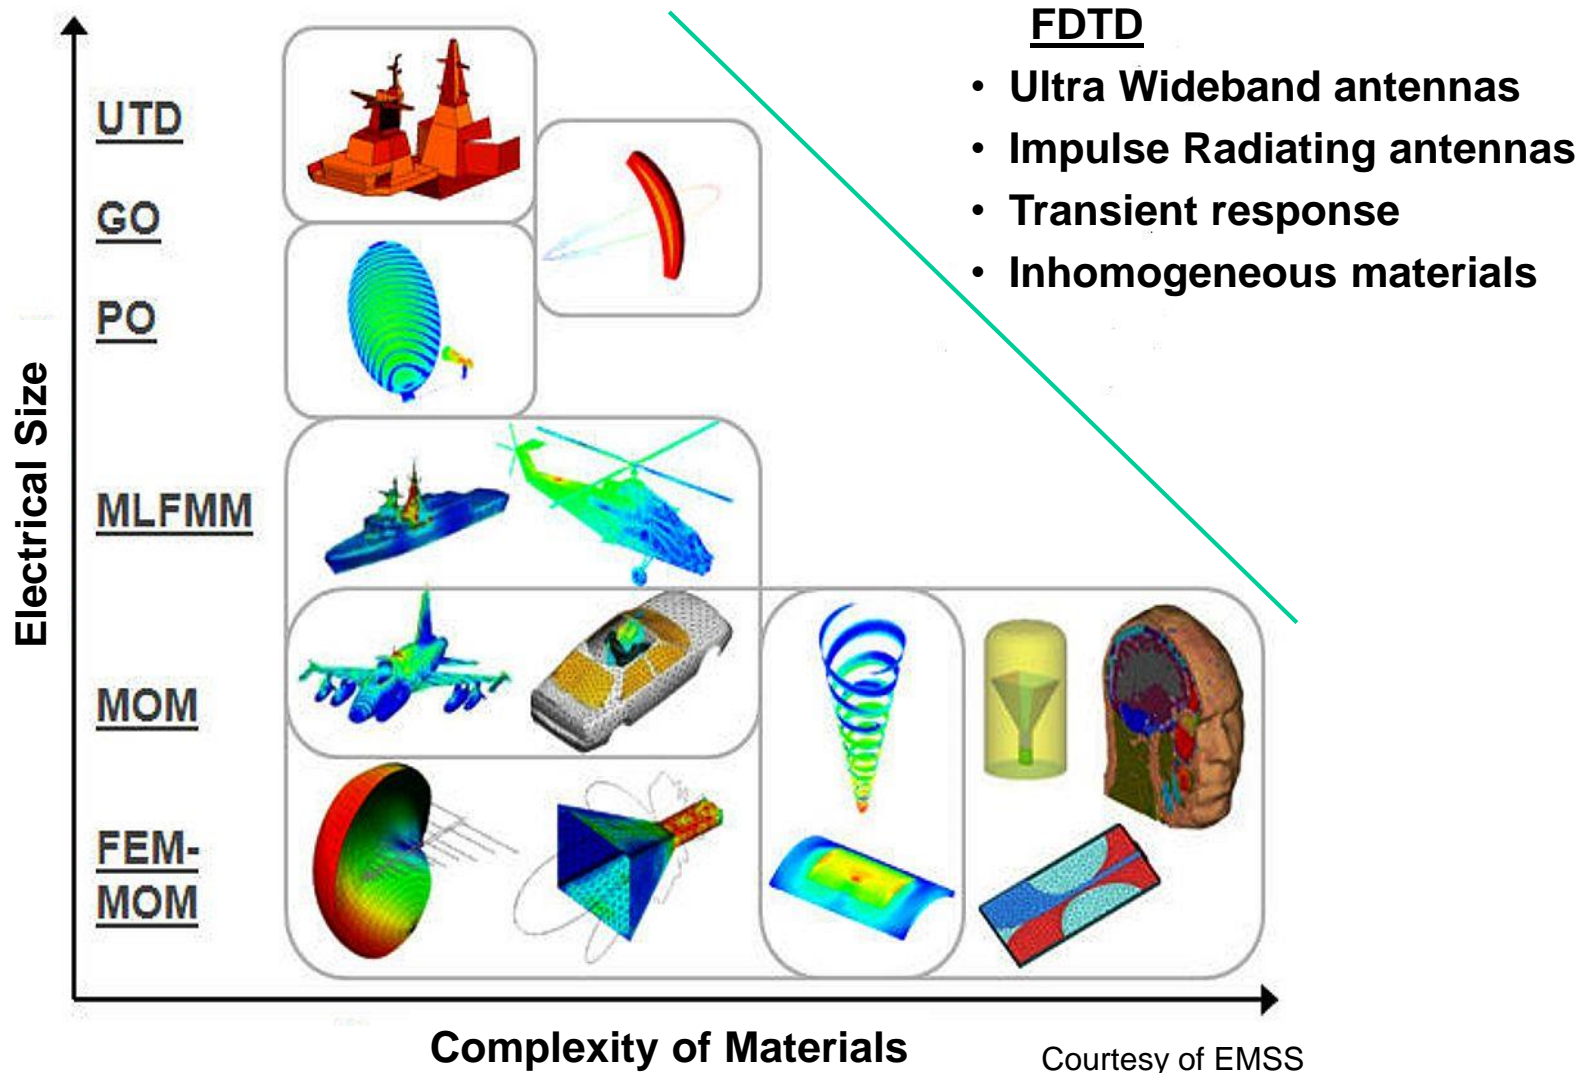 FDTD
• Ultra Wideband antennas
• Impulse Radiating antennas
• Transient response
• Inhomogeneous materials
UTD
GO
PO
MLFMM
MOM
FEM-
MOM
Electrical Size
Complexity of Materials
Courtesy of EMSS